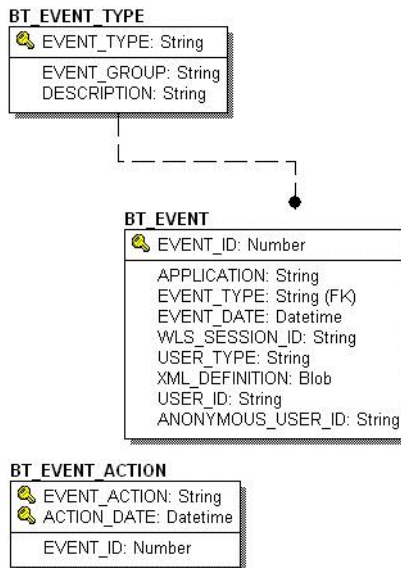 BT_EVENT_TYPE
EVENT_TYPE: String
EVENT_GROUP: String
DESCRIPTION: String
BT_EVENT
EVENT_ID: Number
APPLICATION: String
EVENT_TYPE: String (FK)
EVENT_DATE: Datetime
WLS_SESSION_ID: String
USER_TYPE: String
XML_DEFINITION: Blob
USER_ID: String
ANONYMOUS_USER_ID: String
BT_EVENT_ACTION
EVENT_ACTION: String
ACTION_DATE: Datetime
EVENT_ID: Number